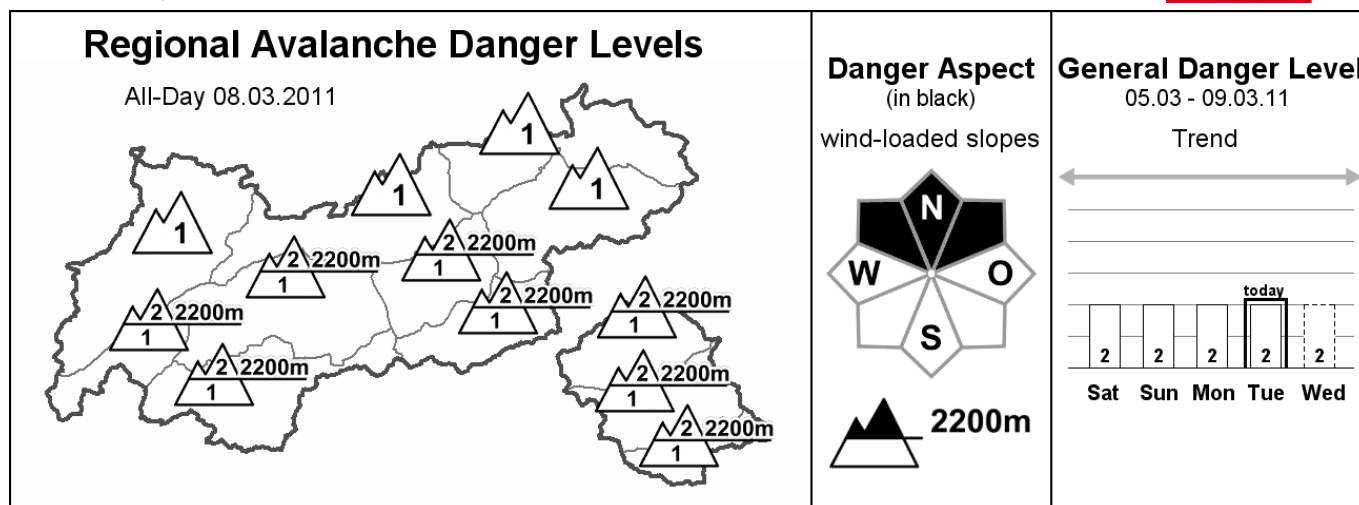 Regional Avalanche Danger Levels
All-Day 08.03.2011
1
1
1
1
2 2200m
1
2 2200m
1
2 2200m
1
2 2200m
1
2 2200m
1
2 2200m
1
2 2200m
1
2 2200m
1
Danger Aspect
(in black)
wind-loaded slopes
N
W O
S
2200m
General Danger Level
05.03 - 09.03.11
Trend
today
2 2 2 2 2
Sat Sun Mon Tue Wed